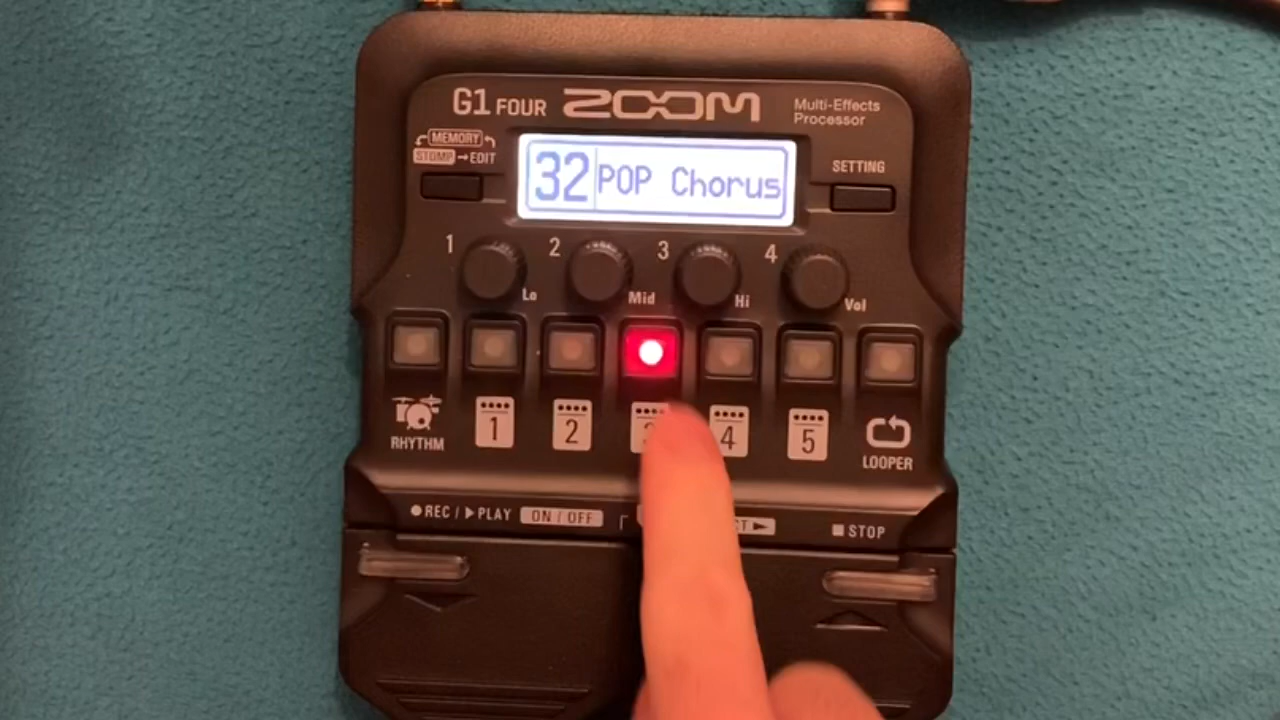 G1 FOUR ZOOM Multi-Effects
Processor
MEMORY
STOMP → EDIT
SETTING
32 POP Chorus
1 2 3 4
Lo Mid Hi Vol
1 2 4 5
RHYTHM
LOOPER
●REC / ▶PLAY ON / OFF ■STOP